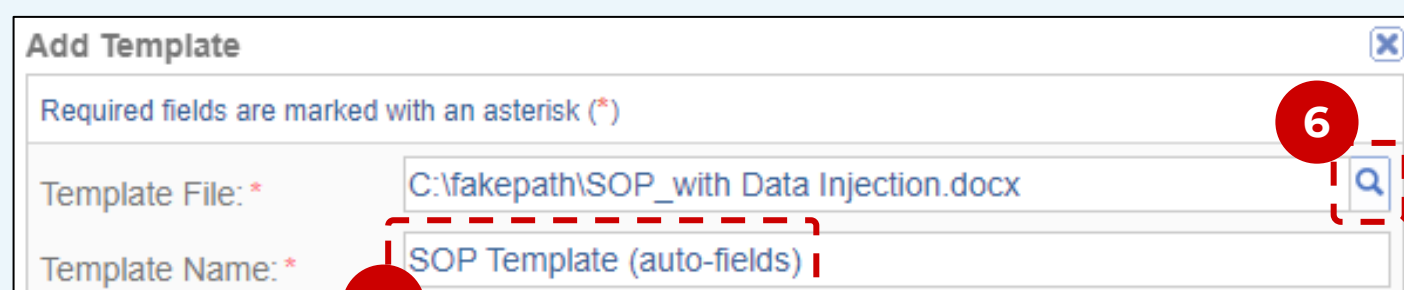 Add Template
Required fields are marked with an asterisk (*)
6
Template File: * C:\fakepath\SOP_with Data Injection.docx
Template Name: * SOP Template (auto-fields)